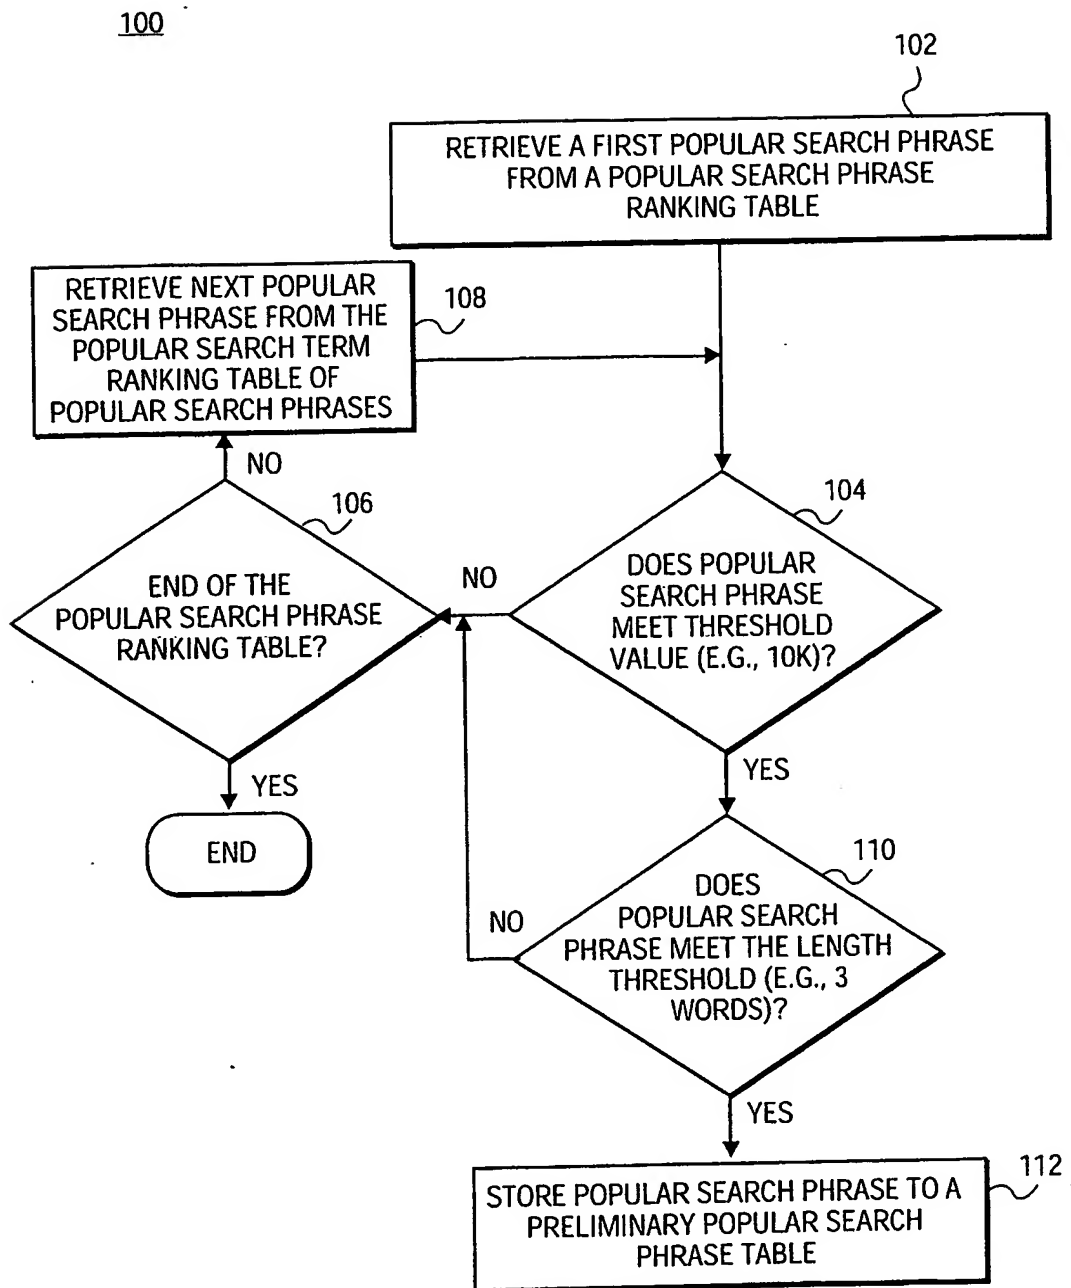 100
102
RETRIEVE A FIRST POPULAR SEARCH PHRASE
FROM A POPULAR SEARCH PHRASE
RANKING TABLE
RETRIEVE NEXT POPULAR
SEARCH PHRASE FROM THE
POPULAR SEARCH TERM
RANKING TABLE OF
POPULAR SEARCH PHRASES
108
NO
106
END OF THE
POPULAR SEARCH PHRASE
RANKING TABLE?
YES
END
104
NO
DOES POPULAR
SEARCH PHRASE
MEET THRESHOLD
VALUE (E.G., 10K)?
YES
110
NO
DOES
POPULAR SEARCH
PHRASE MEET THE LENGTH
THRESHOLD (E.G., 3
WORDS)?
YES
112
STORE POPULAR SEARCH PHRASE TO A
PRELIMINARY POPULAR SEARCH
PHRASE TABLE